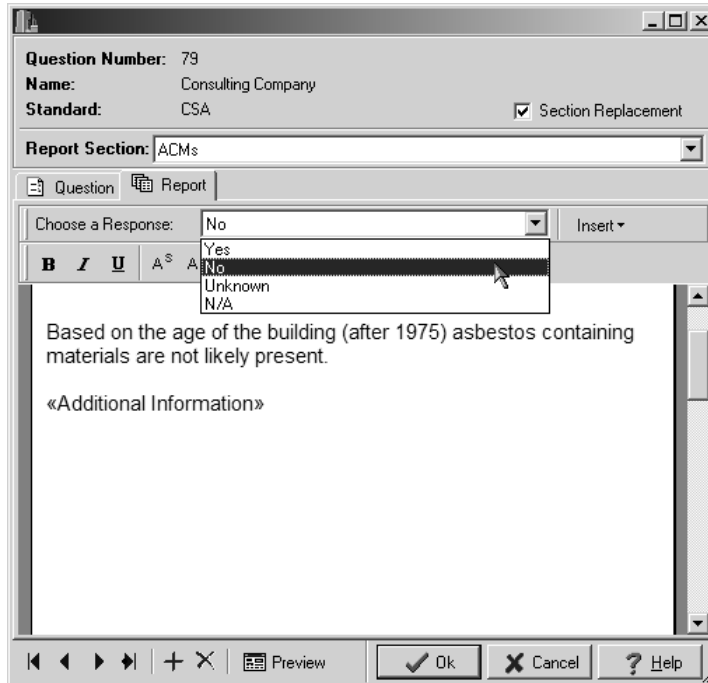 Question Number: 79
Name: Consulting Company
Standard: CSA
Section Replacement
Report Section: ACMs
Question Report
Choose a Response: No Insert
B I U A^S A
Yes
No
Unknown
N/A
Based on the age of the building (after 1975) asbestos containing
materials are not likely present.
«Additional Information»
Preview Ok Cancel ? Help